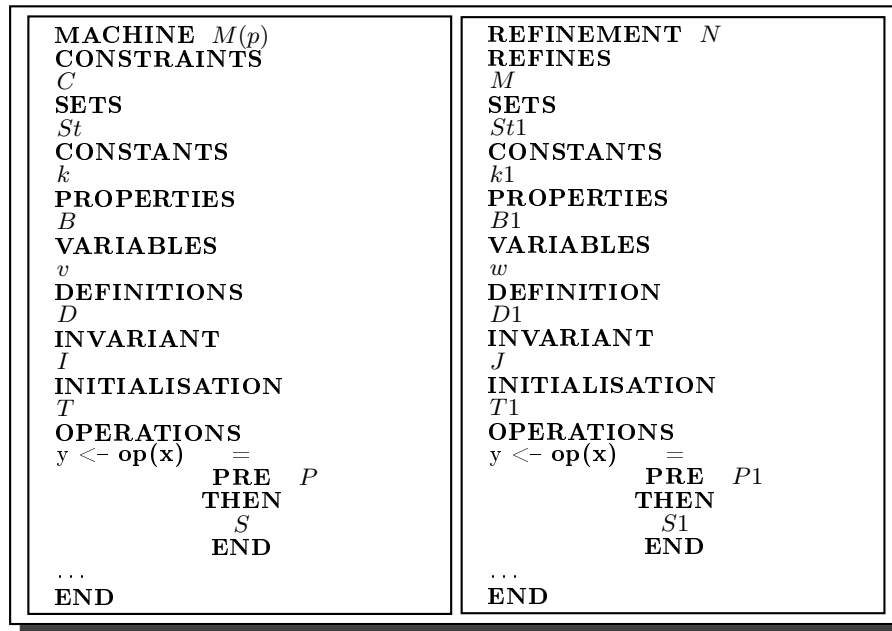 MACHINE M(p)
CONSTRAINTS
C
SETS
St
CONSTANTS
k
PROPERTIES
B
VARIABLES
v
DEFINITIONS
D
INVARIANT
I
INITIALISATION
T
OPERATIONS
y <– op(x) =
PRE P
THEN
S
END
...
END
REFINEMENT N
REFINES
M
SETS
St1
CONSTANTS
k1
PROPERTIES
B1
VARIABLES
w
DEFINITION
D1
INVARIANT
J
INITIALISATION
T1
OPERATIONS
y <– op(x) =
PRE P1
THEN
S1
END
...
END